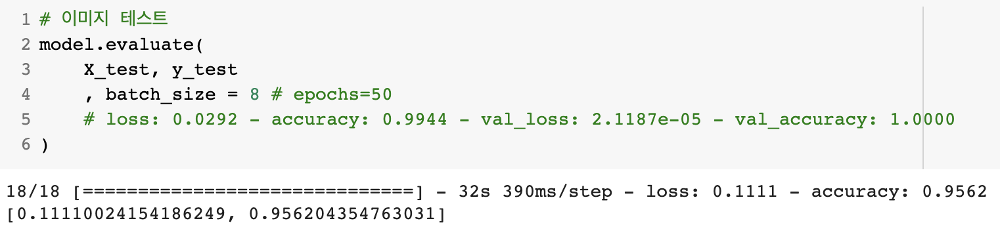 1 # 이미지 테스트
2 model.evaluate(
3     X_test, y_test
4     , batch_size = 8 # epochs=50
5     # loss: 0.0292 - accuracy: 0.9944 - val_loss: 2.1187e-05 - val_accuracy: 1.0000
6 )
18/18 [==============================] - 32s 390ms/step - loss: 0.1111 - accuracy: 0.9562
[0.11110024154186249, 0.956204354763031]